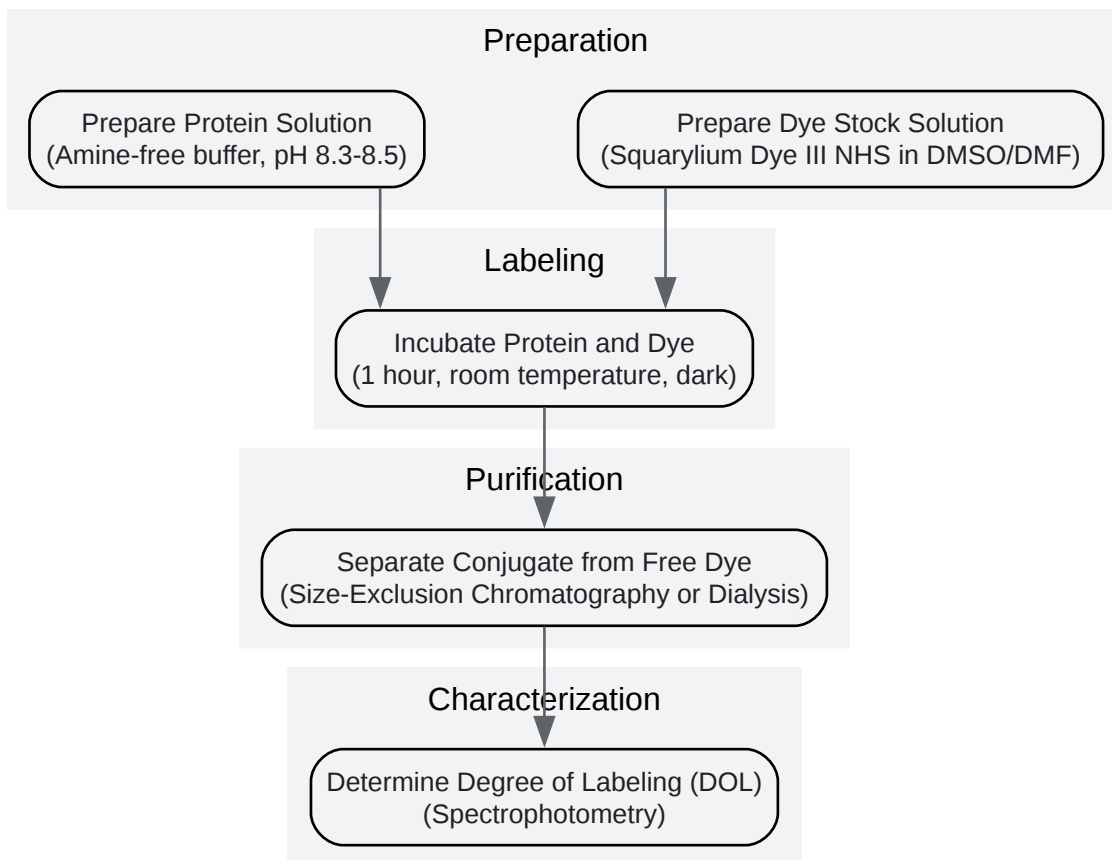 Preparation
Prepare Protein Solution
(Amine-free buffer, pH 8.3-8.5)
Prepare Dye Stock Solution
(Squarylium Dye III NHS in DMSO/DMF)
Labeling
Incubate Protein and Dye
(1 hour, room temperature, dark)
Purification
Separate Conjugate from Free Dye
(Size-Exclusion Chromatography or Dialysis)
Characterization
Determine Degree of Labeling (DOL)
(Spectrophotometry)